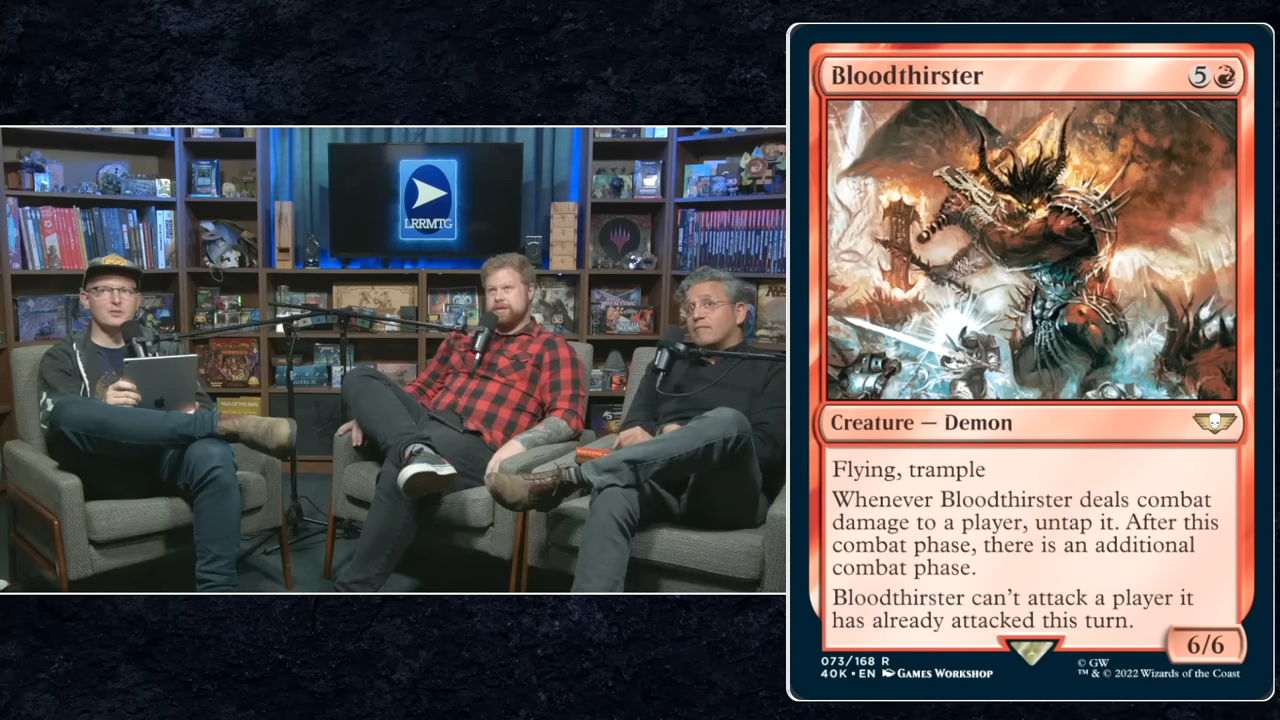 LRRMTG
Bloodthirster
5
Creature — Demon
Flying, trample
Whenever Bloodthirster deals combat
damage to a player, untap it. After this
combat phase, there is an additional
combat phase.
Bloodthirster can't attack a player it
has already attacked this turn.
6/6
073/168 R
40K • EN GAMES WORKSHOP
© GW
™ & © 2022 Wizards of the Coast